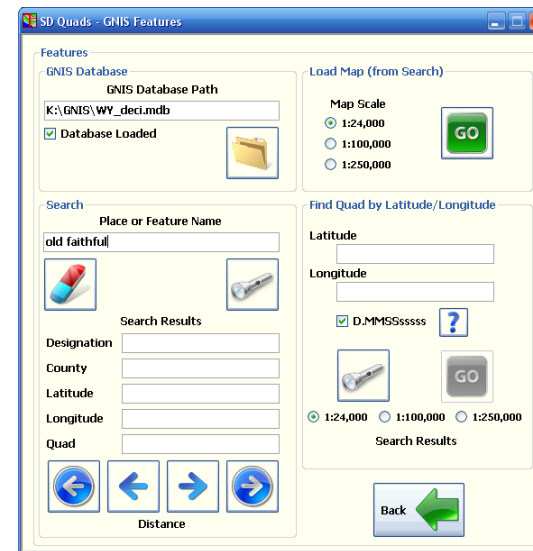 SD Quads - GNIS Features
Features
GNIS Database
GNIS Database Path
K:\GNIS\WY_deci.mdb
Database Loaded
Load Map (from Search)
Map Scale
1:24,000
1:100,000
1:250,000
GO
Search
Place or Feature Name
old faithful
Search Results
Designation
County
Latitude
Longitude
Quad
Distance
Find Quad by Latitude/Longitude
Latitude
Longitude
D.MMSSsssss
?
GO
1:24,000 1:100,000 1:250,000
Search Results
Back